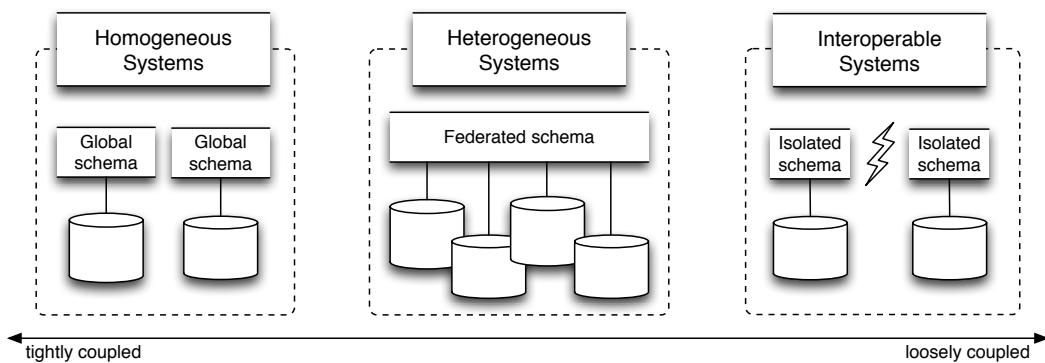 Homogeneous
Systems
Global
schema
Global
schema
Heterogeneous
Systems
Federated schema
Interoperable
Systems
Isolated
schema
Isolated
schema
tightly coupled
loosely coupled